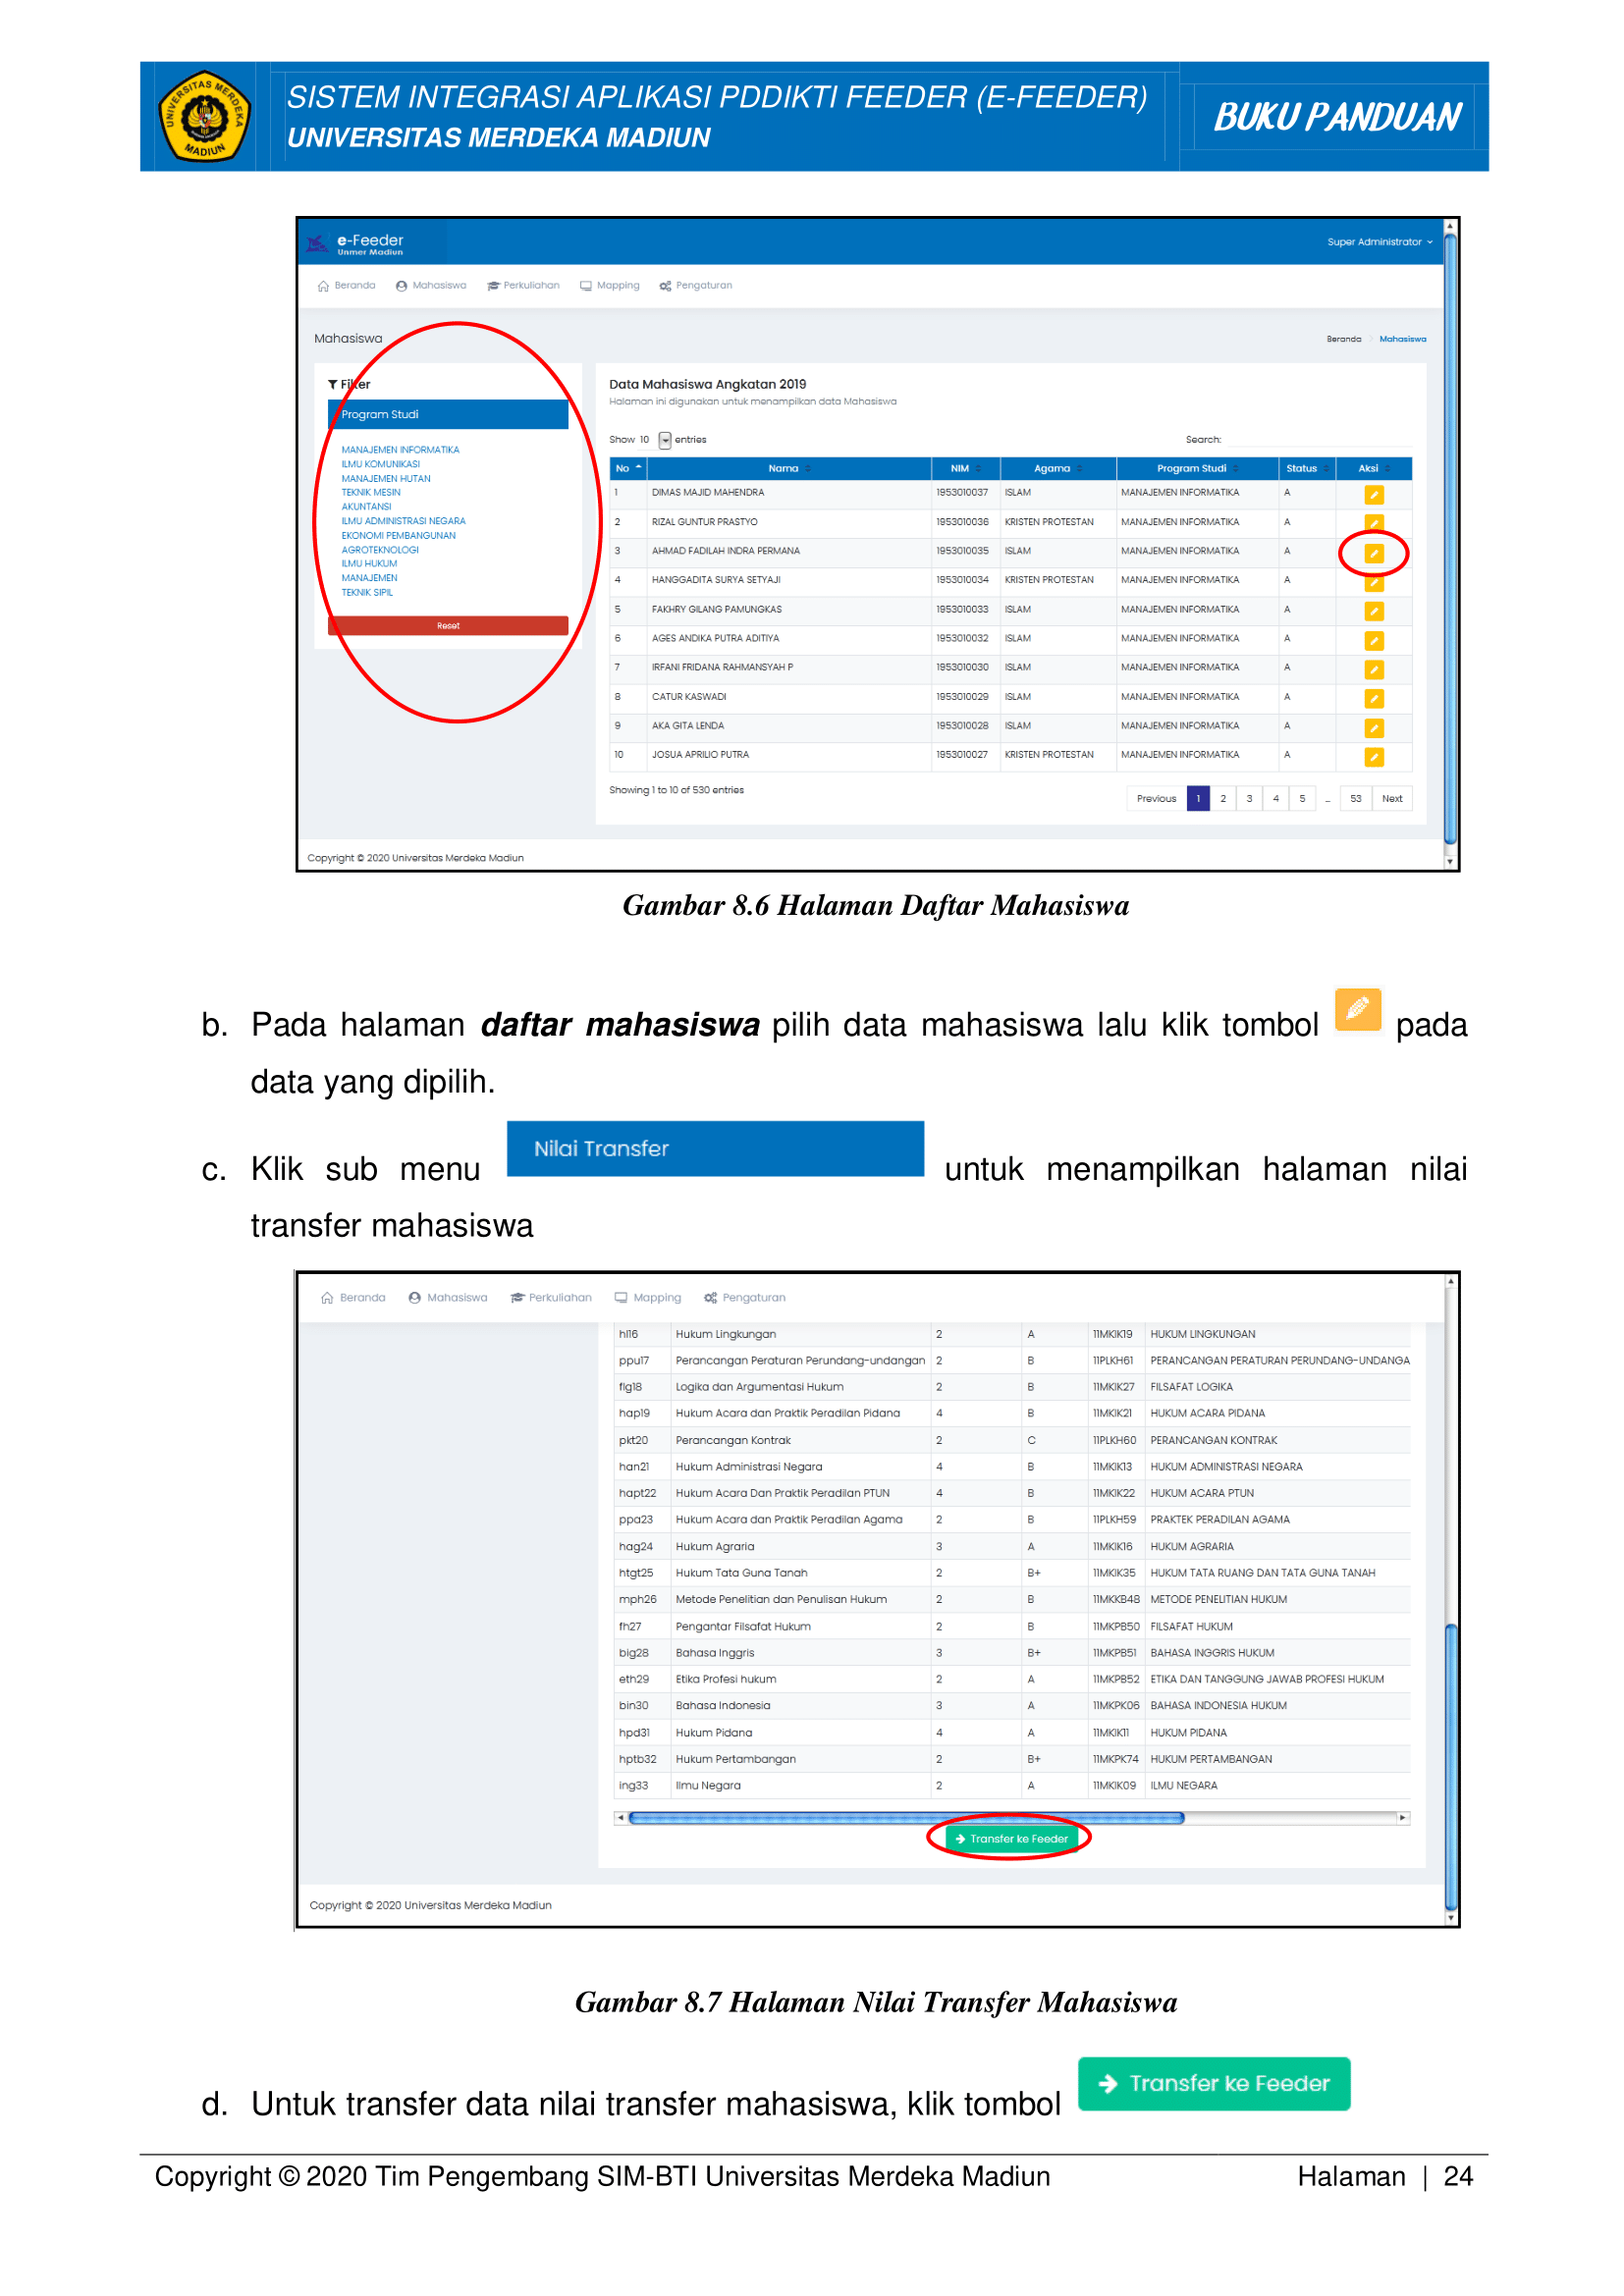 UNIVERSITAS MERDEKA
MADIUN
SISTEM INTEGRASI APLIKASI PDDIKTI FEEDER (E-FEEDER)
UNIVERSITAS MERDEKA MADIUN
BUKU PANDUAN
e-Feeder
Unmer Madiun
Super Administrator
Beranda Mahasiswa Perkuliahan Mapping Pengaturan
Mahasiswa
Beranda Mahasiswa
Filter
Program Studi
MANAJEMEN INFORMATIKA
ILMU KOMUNIKASI
MANAJEMEN HUTAN
TEKNIK MESIN
AKUNTANSI
ILMU ADMINISTRASI NEGARA
EKONOMI PEMBANGUNAN
AGROTEKNOLOGI
ILMU HUKUM
MANAJEMEN
TEKNIK SIPIL
Reset
Data Mahasiswa Angkatan 2019
Halaman ini digunakan untuk menampilkan data Mahasiswa
Show 10 entries Search:
No Nama NIM Agama Program Studi Status Aksi
1 DIMAS MAJID MAHENDRA 1953010037 ISLAM MANAJEMEN INFORMATIKA A
2 RIZAL GUNTUR PRASTYO 1953010036 KRISTEN PROTESTAN MANAJEMEN INFORMATIKA A
3 AHMAD FADILAH INDRA PERMANA 1953010035 ISLAM MANAJEMEN INFORMATIKA A
4 HANGGADITA SURYA SETYAJI 1953010034 KRISTEN PROTESTAN MANAJEMEN INFORMATIKA A
5 FAKHRY GILANG PAMUNGKAS 1953010033 ISLAM MANAJEMEN INFORMATIKA A
6 AGES ANDIKA PUTRA ADITIYA 1953010032 ISLAM MANAJEMEN INFORMATIKA A
7 IRFANI FRIDANA RAHMANSYAH P 1953010030 ISLAM MANAJEMEN INFORMATIKA A
8 CATUR KASWADI 1953010029 ISLAM MANAJEMEN INFORMATIKA A
9 AKA GITA LENDA 1953010028 ISLAM MANAJEMEN INFORMATIKA A
10 JOSUA APRILIO PUTRA 1953010027 KRISTEN PROTESTAN MANAJEMEN INFORMATIKA A
Showing 1 to 10 of 530 entries
Previous 1 2 3 4 5 … 53 Next
Copyright © 2020 Universitas Merdeka Madiun
Gambar 8.6 Halaman Daftar Mahasiswa
b. Pada halaman daftar mahasiswa pilih data mahasiswa lalu klik tombol pada
data yang dipilih.
c. Klik sub menu Nilai Transfer untuk menampilkan halaman nilai
transfer mahasiswa
Beranda Mahasiswa Perkuliahan Mapping Pengaturan
hl16 Hukum Lingkungan 2 A 11MKIK19 HUKUM LINGKUNGAN
ppu17 Perancangan Peraturan Perundang-undangan 2 B 11PLKH61 PERANCANGAN PERATURAN PERUNDANG-UNDANGA
flg18 Logika dan Argumentasi Hukum 2 B 11MKIK27 FILSAFAT LOGIKA
hap19 Hukum Acara dan Praktik Peradilan Pidana 4 B 11MKIK21 HUKUM ACARA PIDANA
pkt20 Perancangan Kontrak 2 C 11PLKH60 PERANCANGAN KONTRAK
han21 Hukum Administrasi Negara 4 B 11MKIK13 HUKUM ADMINISTRASI NEGARA
hapt22 Hukum Acara Dan Praktik Peradilan PTUN 4 B 11MKIK22 HUKUM ACARA PTUN
ppa23 Hukum Acara dan Praktik Peradilan Agama 2 B 11PLKH59 PRAKTEK PERADILAN AGAMA
hag24 Hukum Agraria 3 A 11MKIK16 HUKUM AGRARIA
htgt25 Hukum Tata Guna Tanah 2 B+ 11MKIK35 HUKUM TATA RUANG DAN TATA GUNA TANAH
mph26 Metode Penelitian dan Penulisan Hukum 2 B 11MKKB48 METODE PENELITIAN HUKUM
fh27 Pengantar Filsafat Hukum 2 B 11MKPB50 FILSAFAT HUKUM
big28 Bahasa Inggris 3 B+ 11MKPB51 BAHASA INGGRIS HUKUM
eth29 Etika Profesi hukum 2 A 11MKPB52 ETIKA DAN TANGGUNG JAWAB PROFESI HUKUM
bin30 Bahasa Indonesia 3 A 11MKPK06 BAHASA INDONESIA HUKUM
hpd31 Hukum Pidana 4 A 11MKIK11 HUKUM PIDANA
hptb32 Hukum Pertambangan 2 B+ 11MKPK74 HUKUM PERTAMBANGAN
ing33 Ilmu Negara 2 A 11MKIK09 ILMU NEGARA
Transfer ke Feeder
Copyright © 2020 Universitas Merdeka Madiun
Gambar 8.7 Halaman Nilai Transfer Mahasiswa
d. Untuk transfer data nilai transfer mahasiswa, klik tombol Transfer ke Feeder
Copyright © 2020 Tim Pengembang SIM-BTI Universitas Merdeka Madiun Halaman | 24